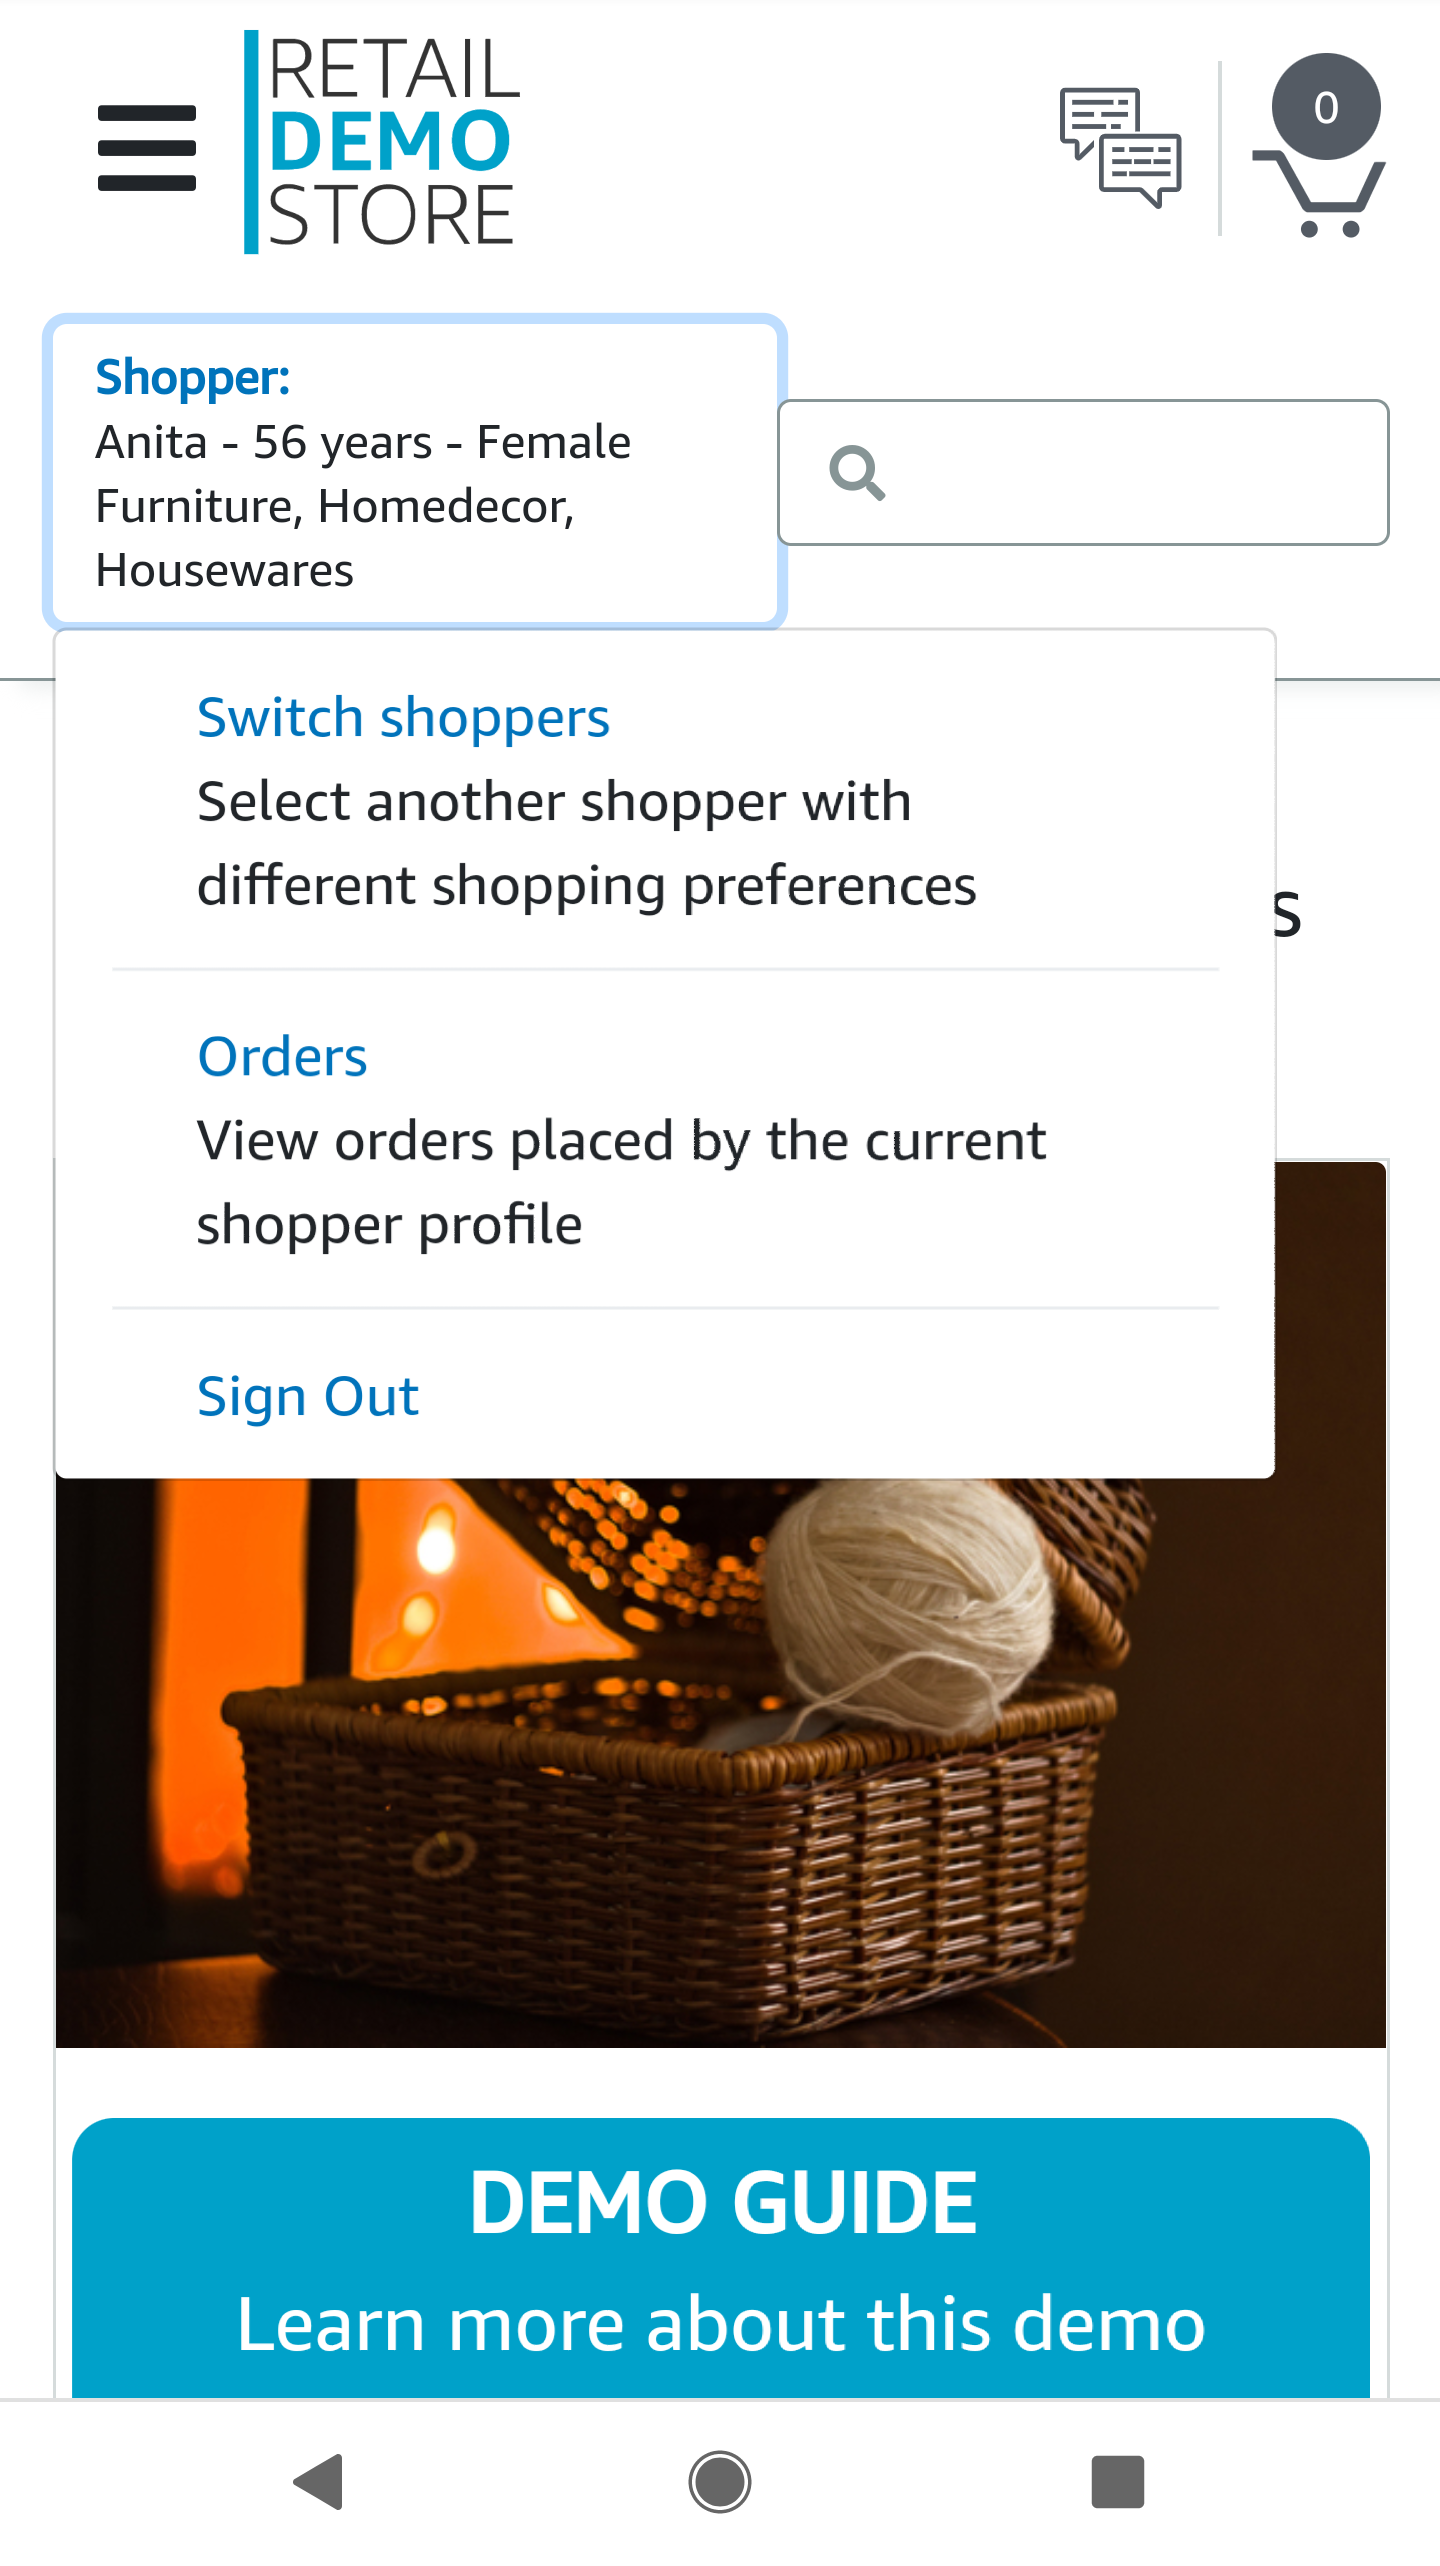 RETAIL
DEMO
STORE
0
Shopper:
Anita - 56 years - Female
Furniture, Homedecor,
Housewares
Switch shoppers
Select another shopper with
different shopping preferences
s
Orders
View orders placed by the current
shopper profile
Sign Out
DEMO GUIDE
Learn more about this demo